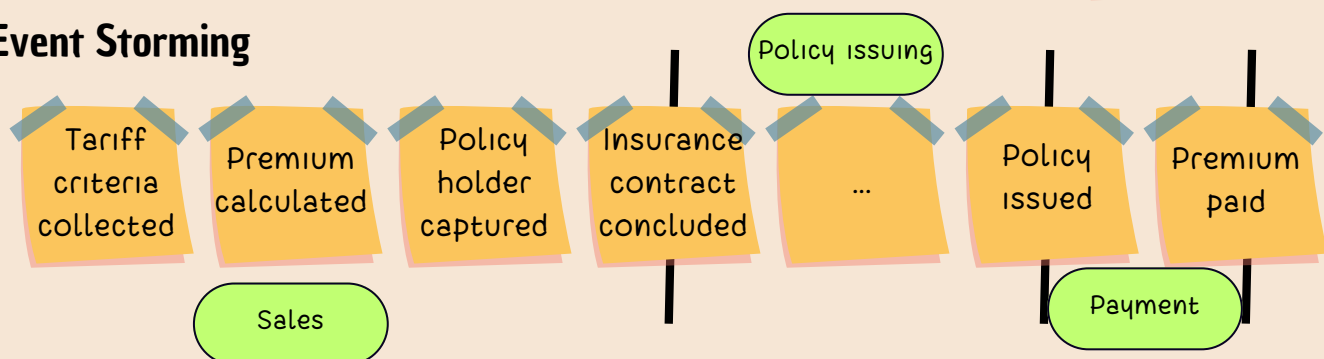 Event Storming
Policy issuing
Tariff
criteria
collected
Premium
calculated
Policy
holder
captured
Insurance
contract
concluded
...
Policy
issued
Premium
paid
Sales
Payment